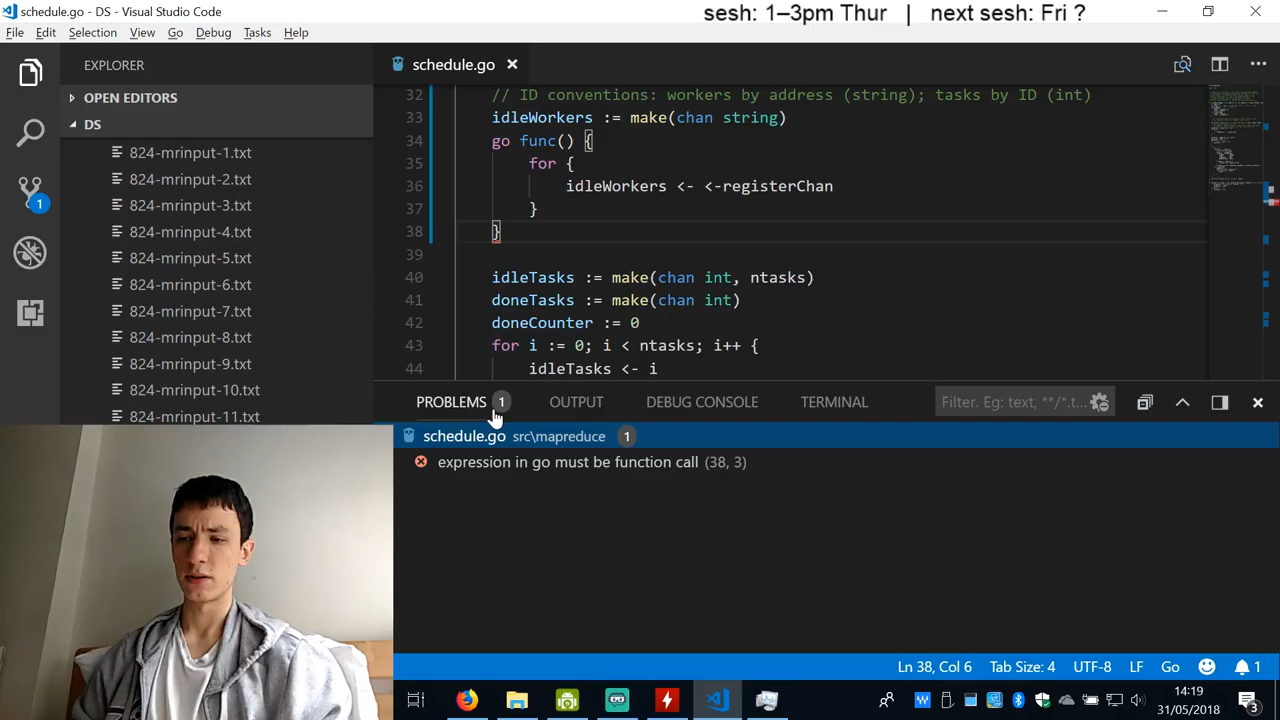 schedule.go - DS - Visual Studio Code
sesh: 1–3pm Thur | next sesh: Fri ?
File Edit Selection View Go Debug Tasks Help
EXPLORER
OPEN EDITORS
DS
824-mrinput-1.txt
824-mrinput-2.txt
824-mrinput-3.txt
824-mrinput-4.txt
824-mrinput-5.txt
824-mrinput-6.txt
824-mrinput-7.txt
824-mrinput-8.txt
824-mrinput-9.txt
824-mrinput-10.txt
824-mrinput-11.txt
1
schedule.go
32 // ID conventions: workers by address (string); tasks by ID (int)
33 idleWorkers := make(chan string)
34 go func() {
35 for {
36 idleWorkers <- <-registerChan
37 }
38 }
39
40 idleTasks := make(chan int, ntasks)
41 doneTasks := make(chan int)
42 doneCounter := 0
43 for i := 0; i < ntasks; i++ {
44 idleTasks <- i
PROBLEMS 1 OUTPUT DEBUG CONSOLE TERMINAL Filter. Eg: text, **/*.t...
schedule.go src\mapreduce 1
expression in go must be function call (38, 3)
Ln 38, Col 6 Tab Size: 4 UTF-8 LF Go 1
14:19
31/05/2018
3